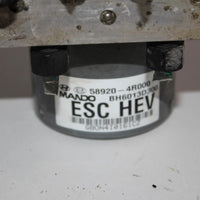 58920 - 4R000
MANDO BH6013D300
ESC HEV